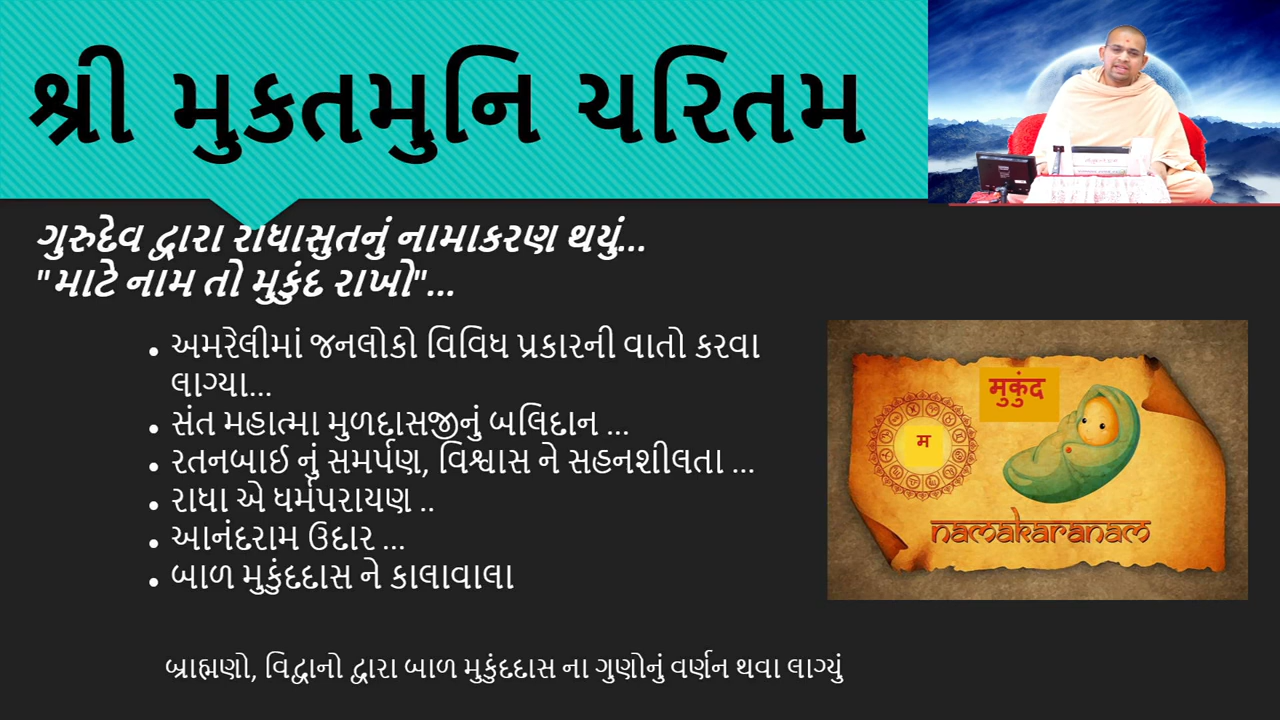 શ્રી મુકતમુનિ ચરિતમ
ગુરુદેવ દ્વારા રાધાસુતનું નામાકરણ થયું...
"માટે નામ તો મુકુંદ રાખો"...
• અમરેલીમાં જનલોકો વિવિધ પ્રકારની વાતો કરવા
લાગ્યા...
• સંત મહાત્મા મુળદાસજીનું બલિદાન ...
• રતનબાઈ નું સમર્પણ, વિશ્વાસ ને સહનશીલતા ...
• રાધા એ ધર્મપરાયણ ..
• આનંદરામ ઉદાર ...
• બાળ મુકુંદદાસ ને કાલાવાલા
मुकुंद
म
namakaranam
બ્રાહ્મણો, વિદ્વાનો દ્વારા બાળ મુકુંદદાસ ના ગુણોનું વર્ણન થવા લાગ્યું